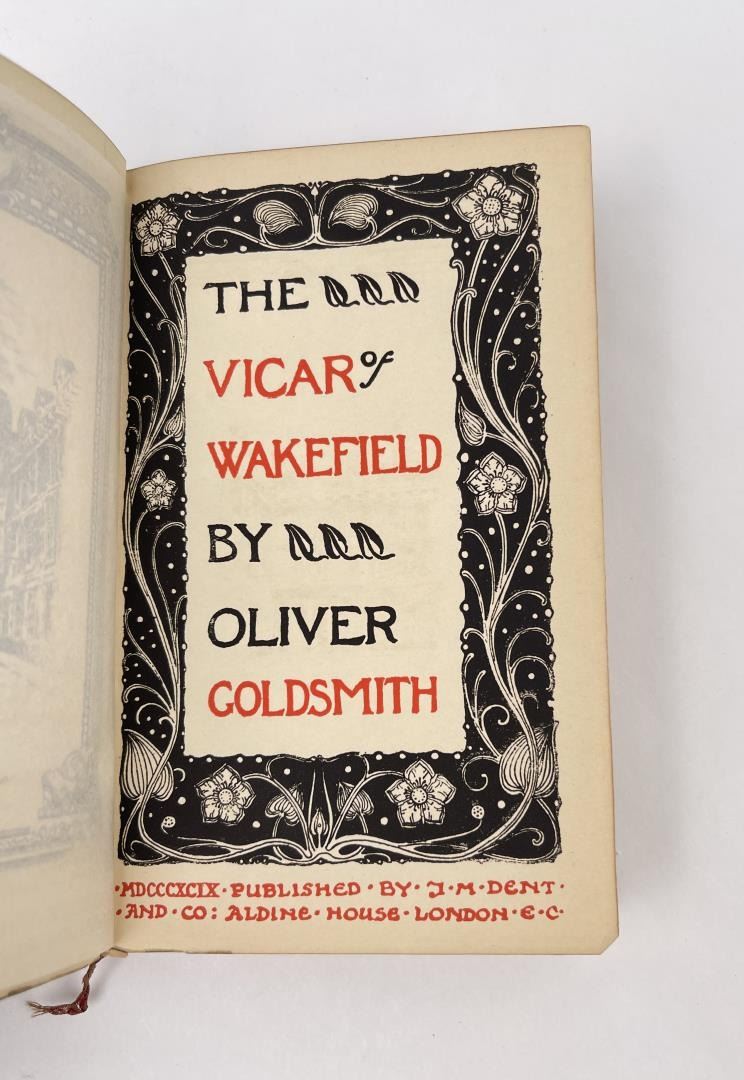 THE
VICAR of
WAKEFIELD
BY
OLIVER
GOLDSMITH
·MDCCCXCIX·PUBLISHED·BY·J·M·DENT·
·AND·CO: ALDINE·HOUSE·LONDON·E·C·